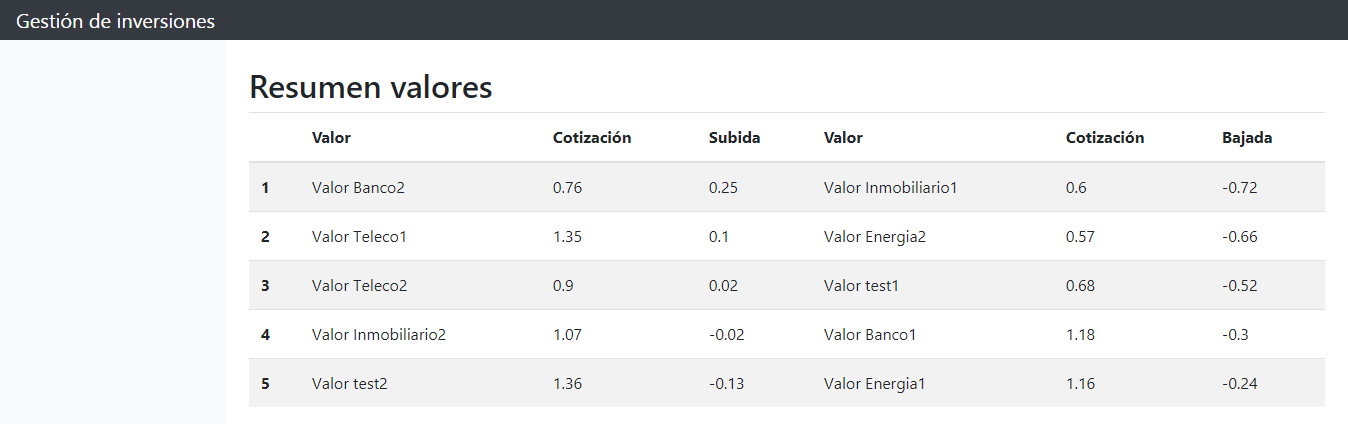 Gestión de inversiones
Resumen valores
Valor Cotización Subida Valor Cotización Bajada
1 Valor Banco2 0.76 0.25 Valor Inmobiliario1 0.6 -0.72
2 Valor Teleco1 1.35 0.1 Valor Energia2 0.57 -0.66
3 Valor Teleco2 0.9 0.02 Valor test1 0.68 -0.52
4 Valor Inmobiliario2 1.07 -0.02 Valor Banco1 1.18 -0.3
5 Valor test2 1.36 -0.13 Valor Energia1 1.16 -0.24